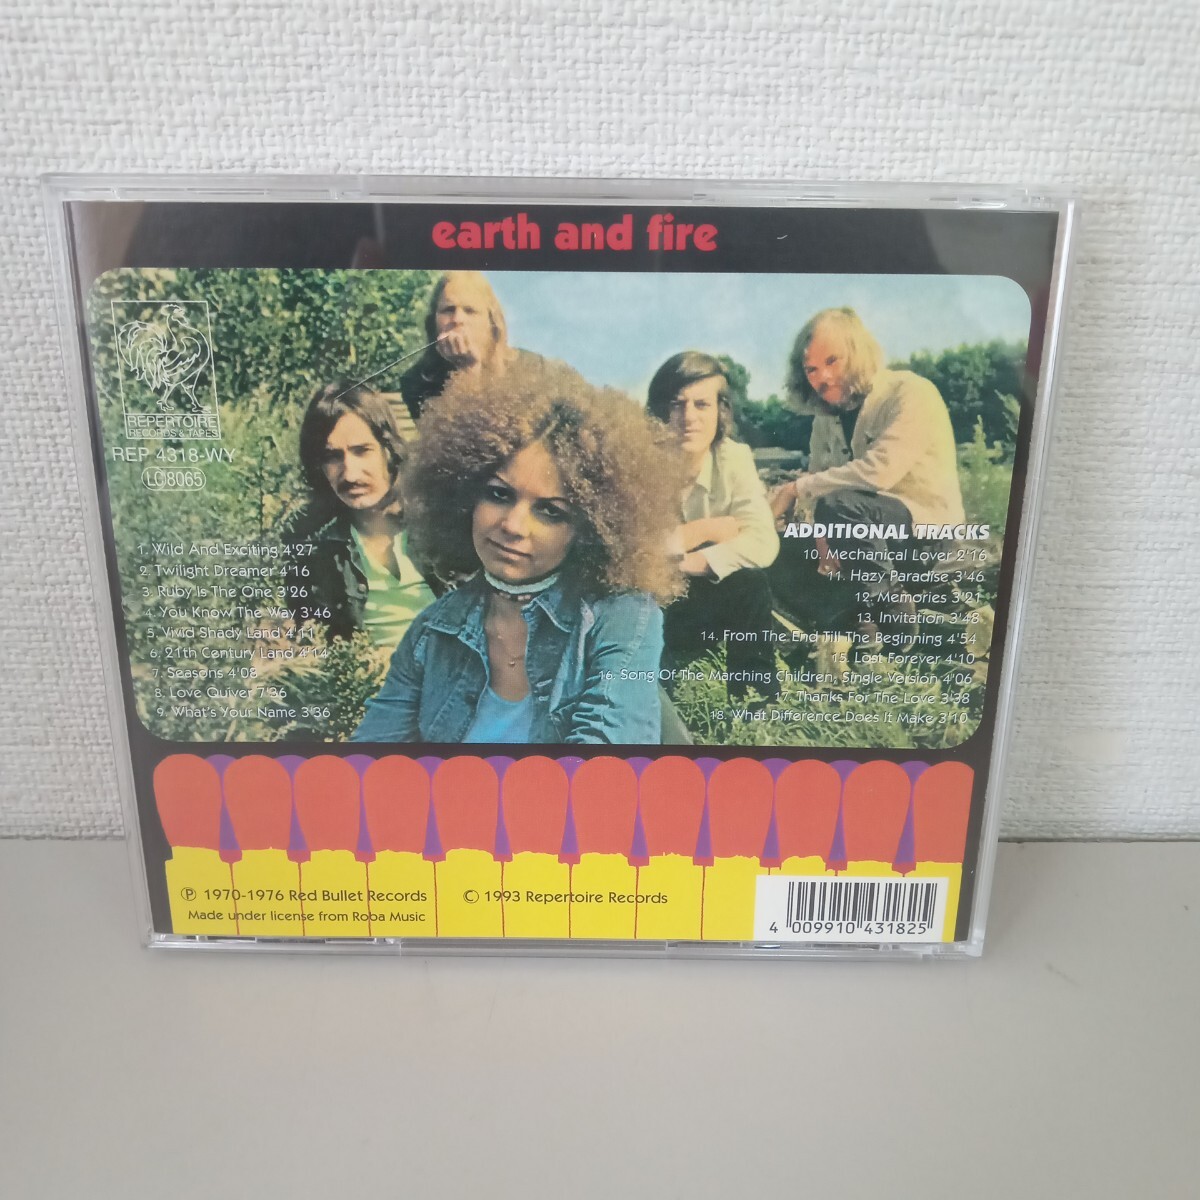 earth and fire
REPERTOIRE
RECORDS & TAPES
REP 4318-WY
LC 8065
1. Wild And Exciting 4'27
2. Twilight Dreamer 4'16
3. Ruby Is The One 3'26
4. You Know The Way 3'46
5. Vivid Shady Land 4'11
6. 21th Century Land 4'14
7. Seasons 4'08
8. Love Quiver 7'36
9. What's Your Name 3'36
ADDITIONAL TRACKS
10. Mechanical Lover 2'16
11. Hazy Paradise 3'46
12. Memories 3'21
13. Invitation 3'48
14. From The End Till The Beginning 4'54
15. Lost Forever 4'10
16. Song Of The Marching Children, Single Version 4'06
17. Thanks For The Love 3'38
18. What Difference Does It Make 3'10
Ⓟ 1970-1976 Red Bullet Records © 1993 Repertoire Records
Made under license from Roba Music
4 009910 431825